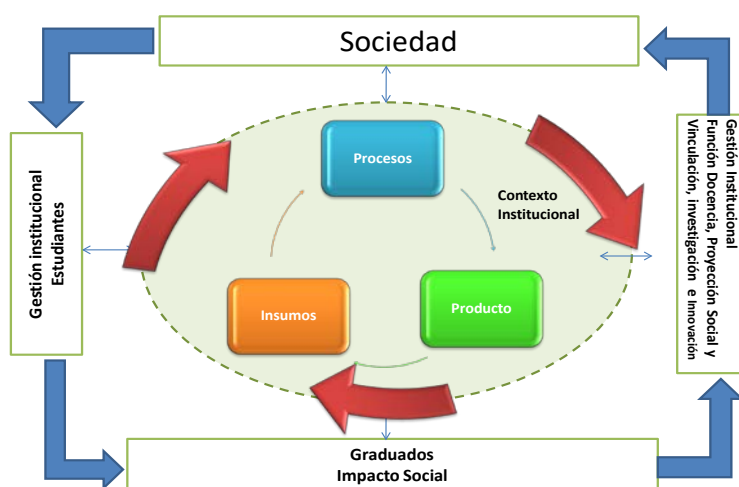 Sociedad
Procesos
Contexto
Institucional
Insumos
Producto
Gestión institucional
Estudiantes
Gestión Institucional
Función Docencia, Proyección Social y
Vinculación, investigación e Innovación
Graduados
Impacto Social